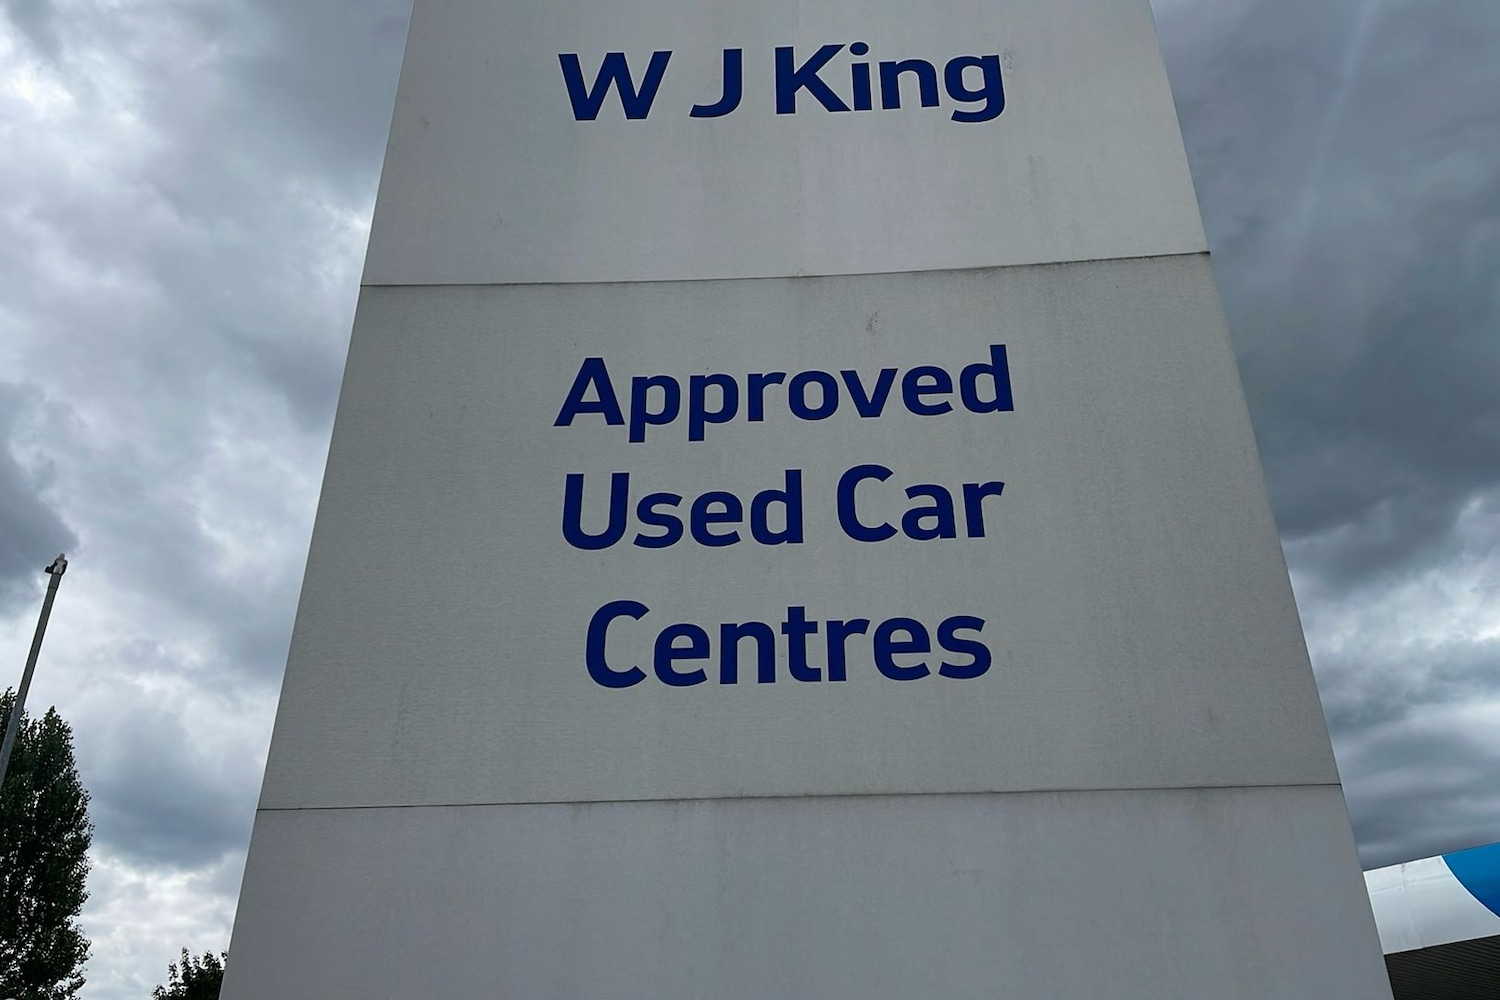 W J King
Approved
Used Car
Centres